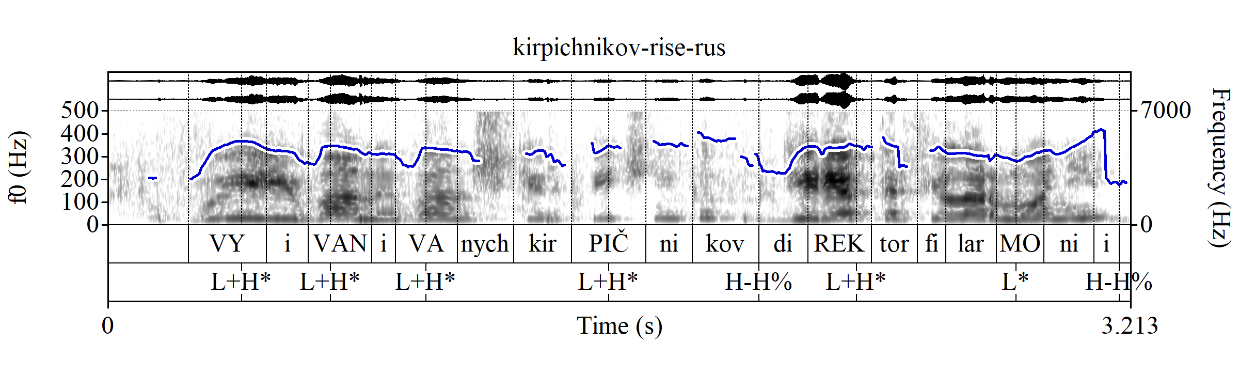 kirpichnikov-rise-rus
500
400
300
200
100
0
f0 (Hz)
7000
0
Frequency (Hz)
VY i VAN i VA nych kir PIČ ni kov di REK tor fi lar MO ni i
L+H* L+H* L+H* L+H* H-H% L+H* L* H-H%
0 Time (s) 3.213